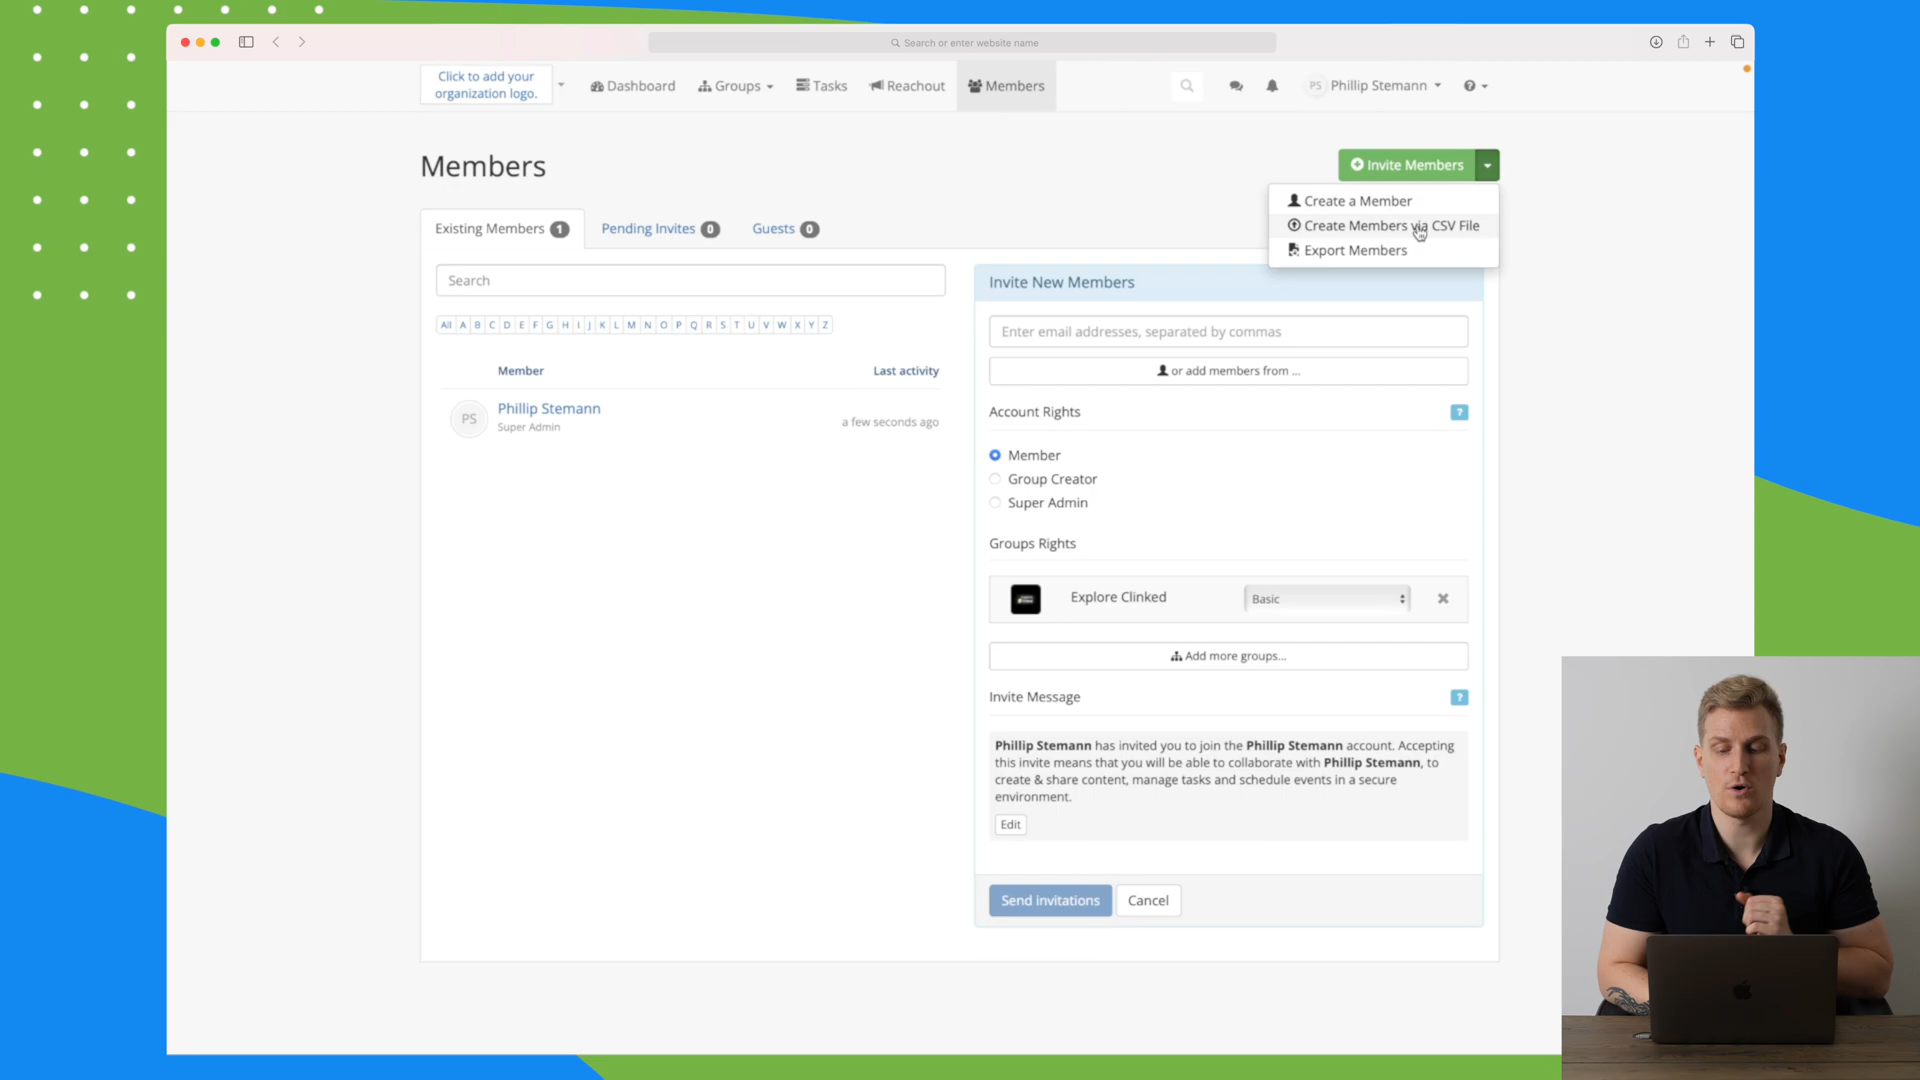 Search or enter website name
Click to add your
organization logo.
Dashboard
Groups
Tasks
Reachout
Members
PS
Phillip Stemann
Members
Invite Members
Create a Member
Create Members via CSV File
Export Members
Existing Members 1
Pending Invites 0
Guests 0
Search
All A B C D E F G H I J K L M N O P Q R S T U V W X Y Z
Member
Last activity
PS
Phillip Stemann
Super Admin
a few seconds ago
Invite New Members
Enter email addresses, separated by commas
or add members from ...
Account Rights
?
Member
Group Creator
Super Admin
Groups Rights
Explore Clinked
Basic
Add more groups...
Invite Message
?
Phillip Stemann has invited you to join the Phillip Stemann account. Accepting
this invite means that you will be able to collaborate with Phillip Stemann, to
create & share content, manage tasks and schedule events in a secure
environment.
Edit
Send invitations
Cancel